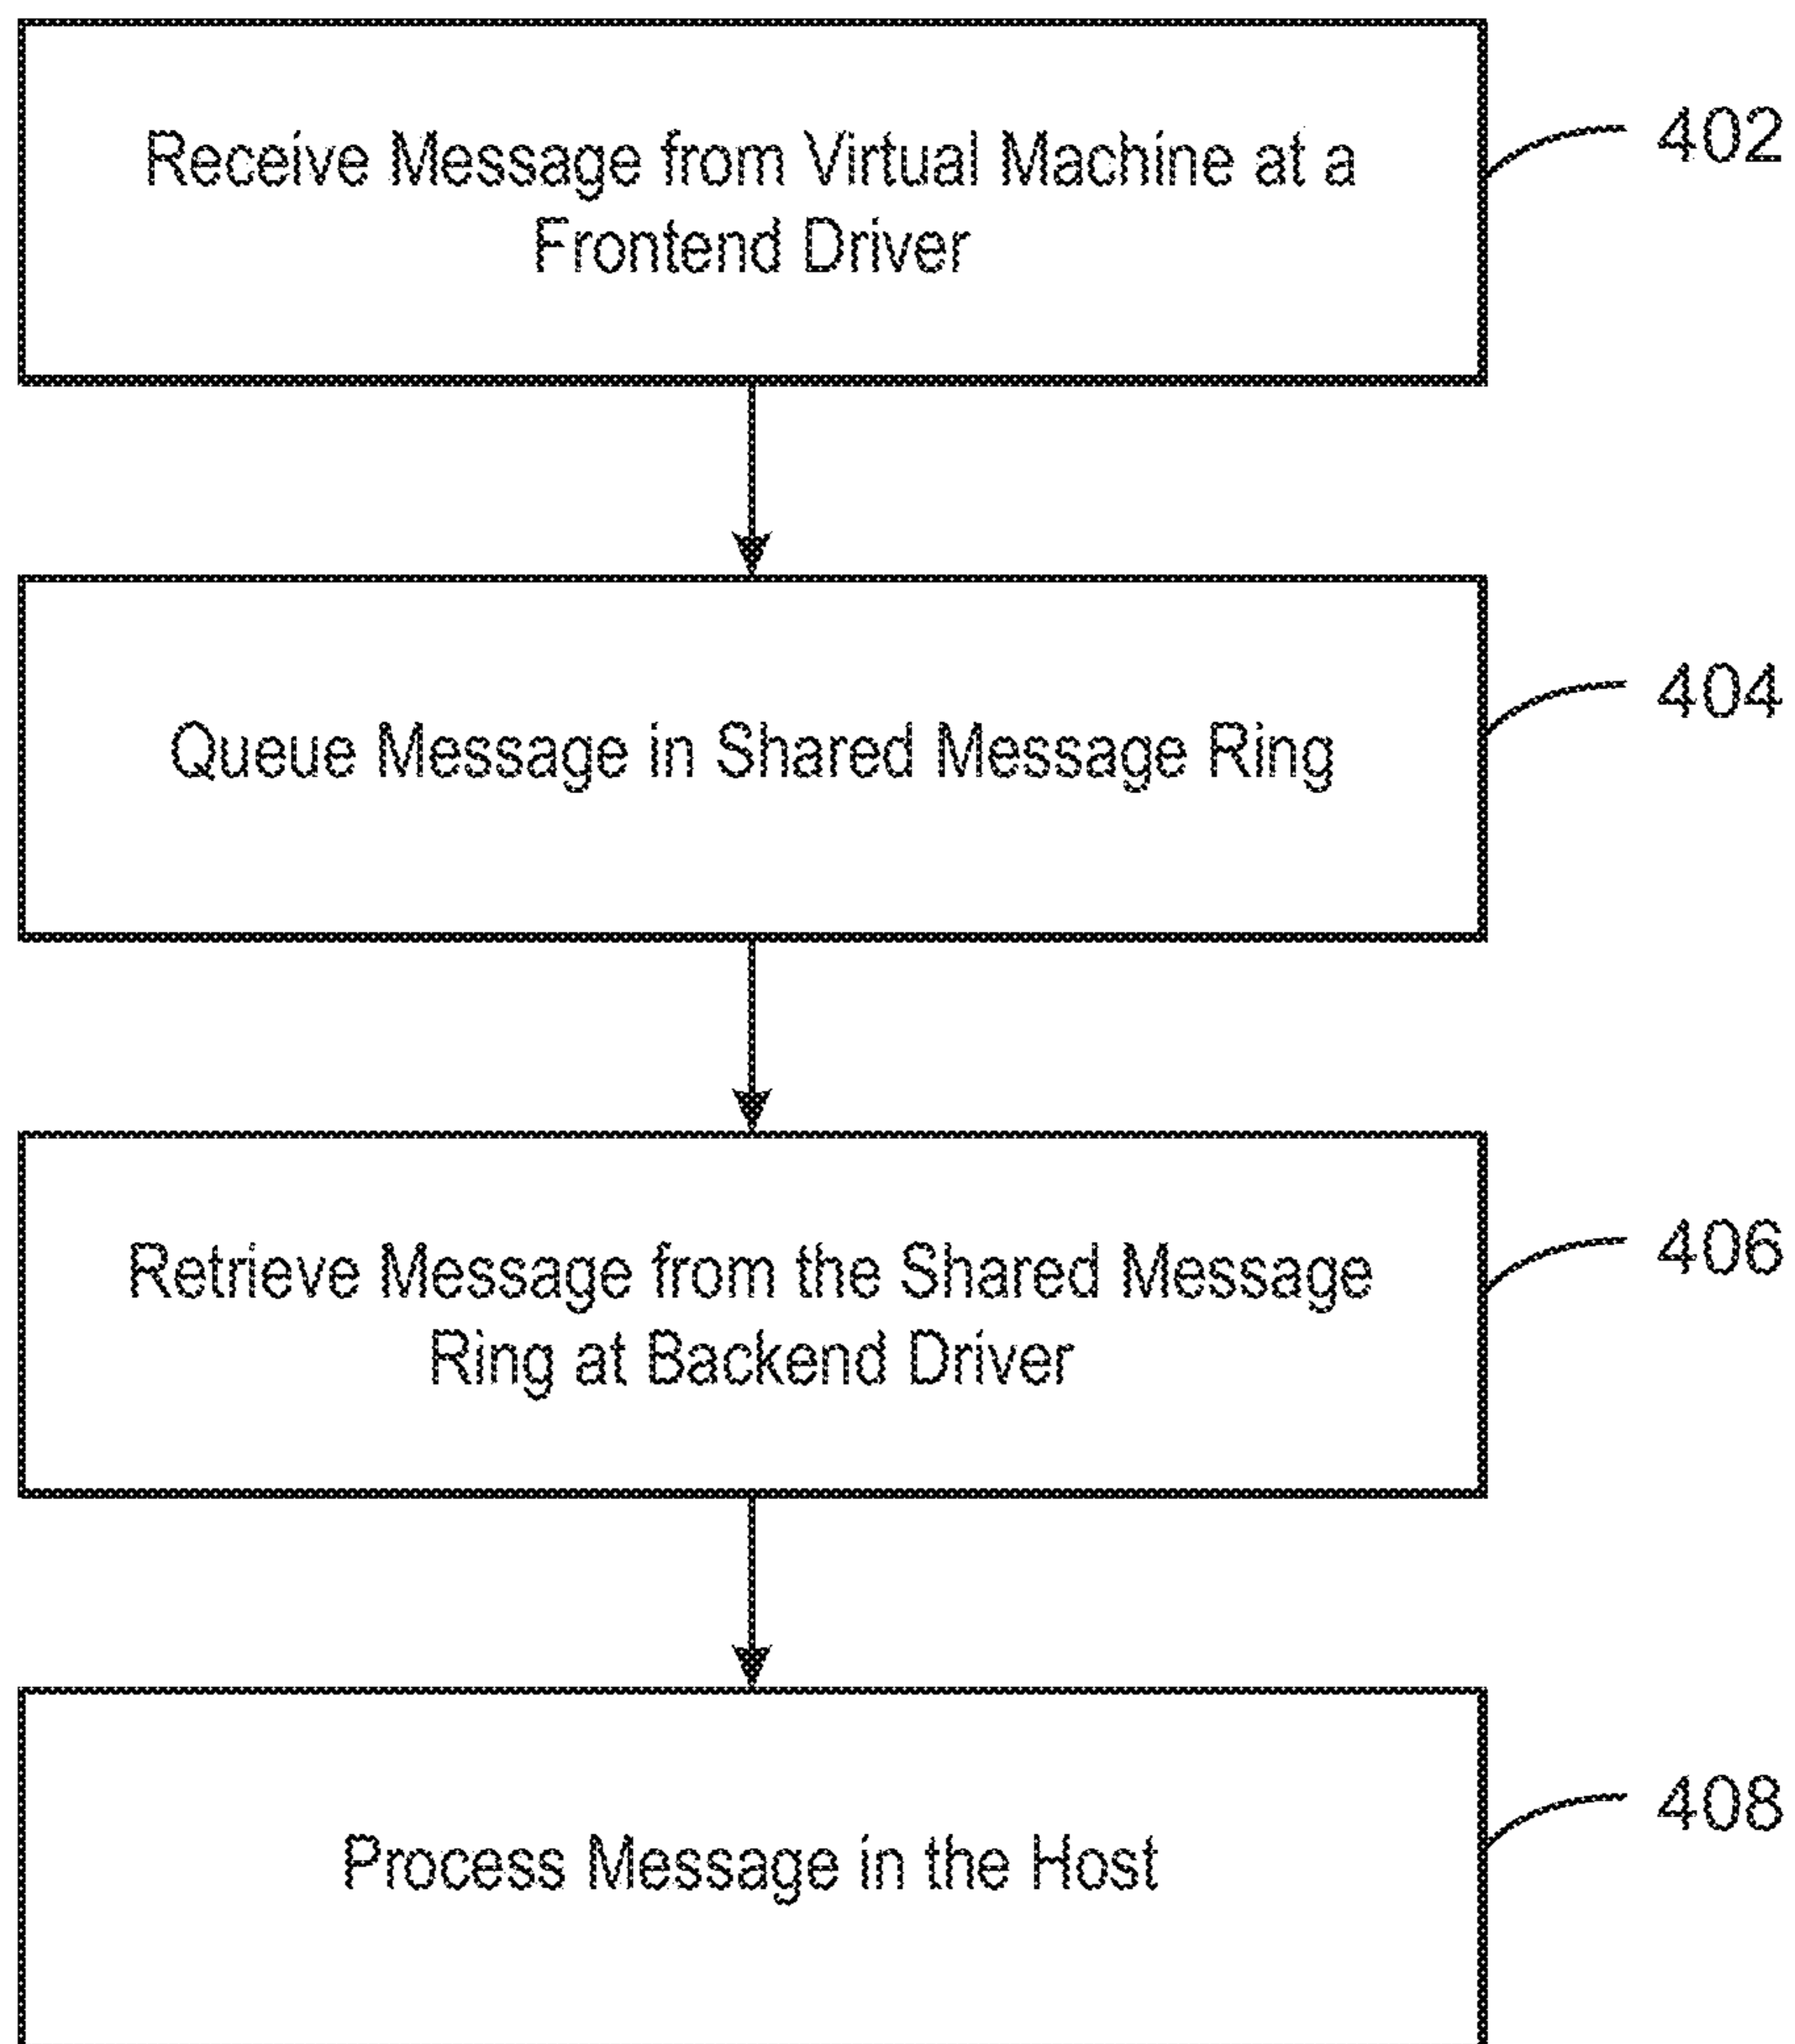 Receive Message from Virtual Machine at a
Frontend Driver
402
Queue Message in Shared Message Ring
404
Retrieve Message from the Shared Message
Ring at Backend Driver
406
Process Message in the Host
408